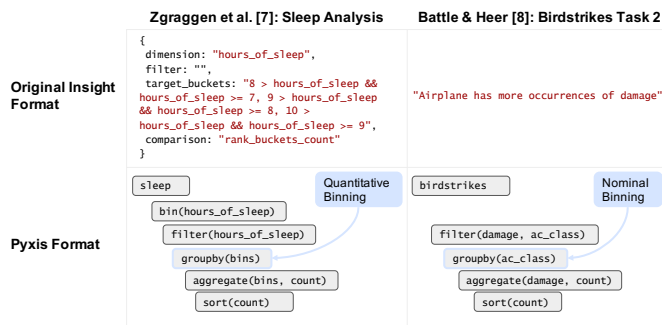 Zgraggen et al. [7]: Sleep Analysis
Battle & Heer [8]: Birdstrikes Task 2
Original Insight
Format
{
dimension: "hours_of_sleep",
filter: "",
target_buckets: "8 > hours_of_sleep &&
hours_of_sleep >= 7, 9 > hours_of_sleep
&& hours_of_sleep >= 8, 10 >
hours_of_sleep && hours_of_sleep >= 9",
comparison: "rank_buckets_count"
}
"Airplane has more occurrences of damage"
Pyxis Format
sleep
Quantitative
Binning
bin(hours_of_sleep)
filter(hours_of_sleep)
groupby(bins)
aggregate(bins, count)
sort(count)
birdstrikes
Nominal
Binning
filter(damage, ac_class)
groupby(ac_class)
aggregate(damage, count)
sort(count)